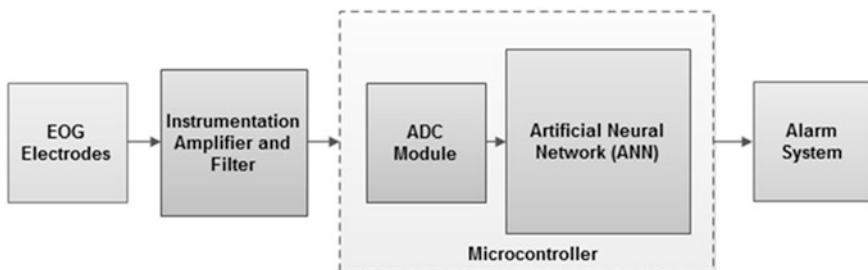 EOG
Electrodes
Instrumentation
Amplifier and
Filter
ADC
Module
Artificial Neural
Network (ANN)
Microcontroller
Alarm
System